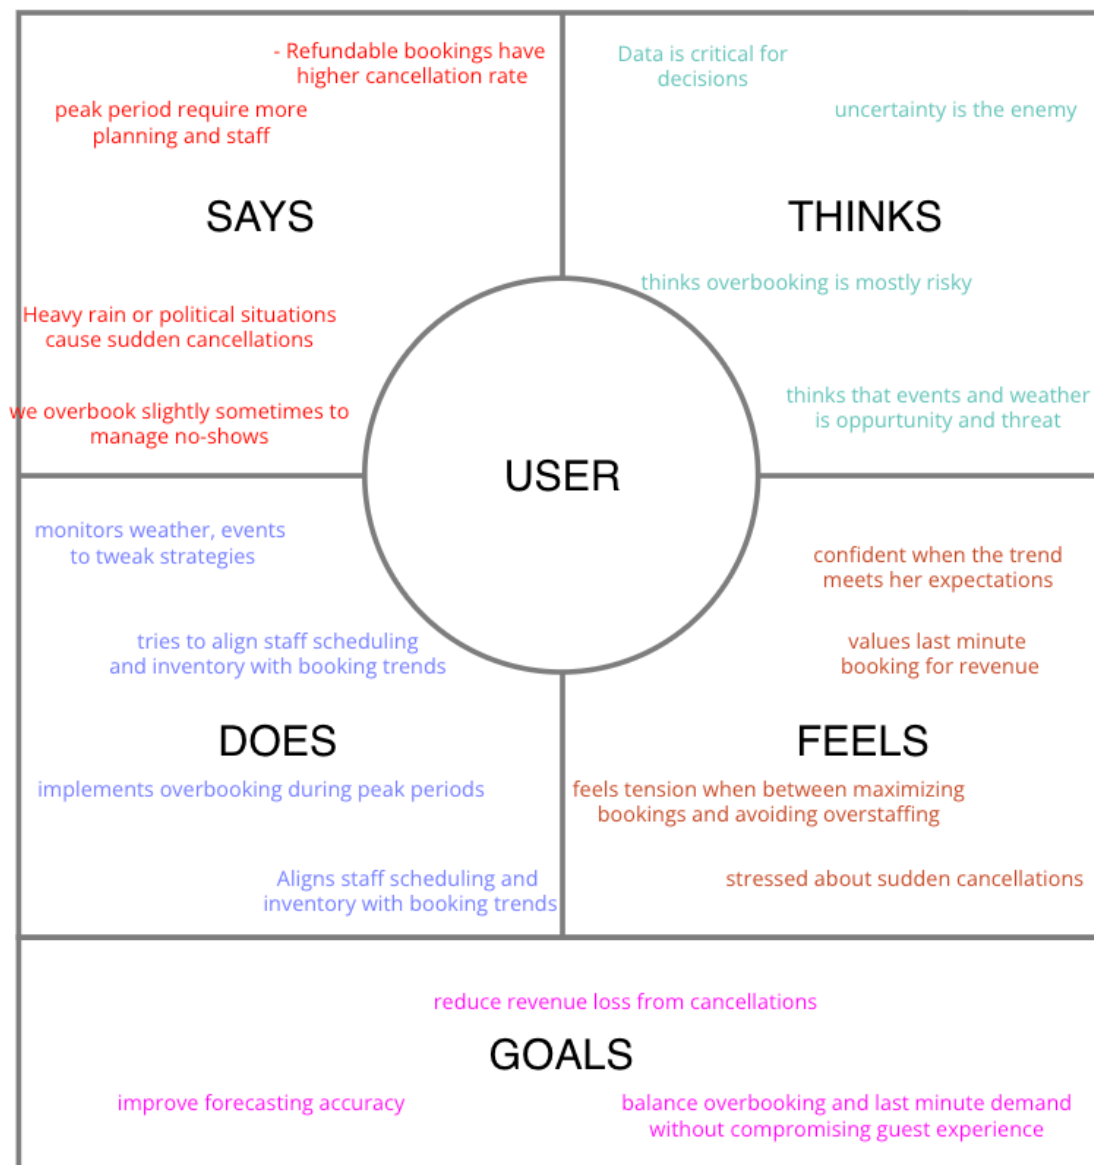 - Refundable bookings have
higher cancellation rate
peak period require more
planning and staff
SAYS
Heavy rain or political situations
cause sudden cancellations
we overbook slightly sometimes to
manage no-shows
Data is critical for
decisions
uncertainty is the enemy
THINKS
thinks overbooking is mostly risky
thinks that events and weather
is oppurtunity and threat
USER
monitors weather, events
to tweak strategies
tries to align staff scheduling
and inventory with booking trends
DOES
implements overbooking during peak periods
Aligns staff scheduling and
inventory with booking trends
confident when the trend
meets her expectations
values last minute
booking for revenue
FEELS
feels tension when between maximizing
bookings and avoiding overstaffing
stressed about sudden cancellations
reduce revenue loss from cancellations
GOALS
improve forecasting accuracy
balance overbooking and last minute demand
without compromising guest experience